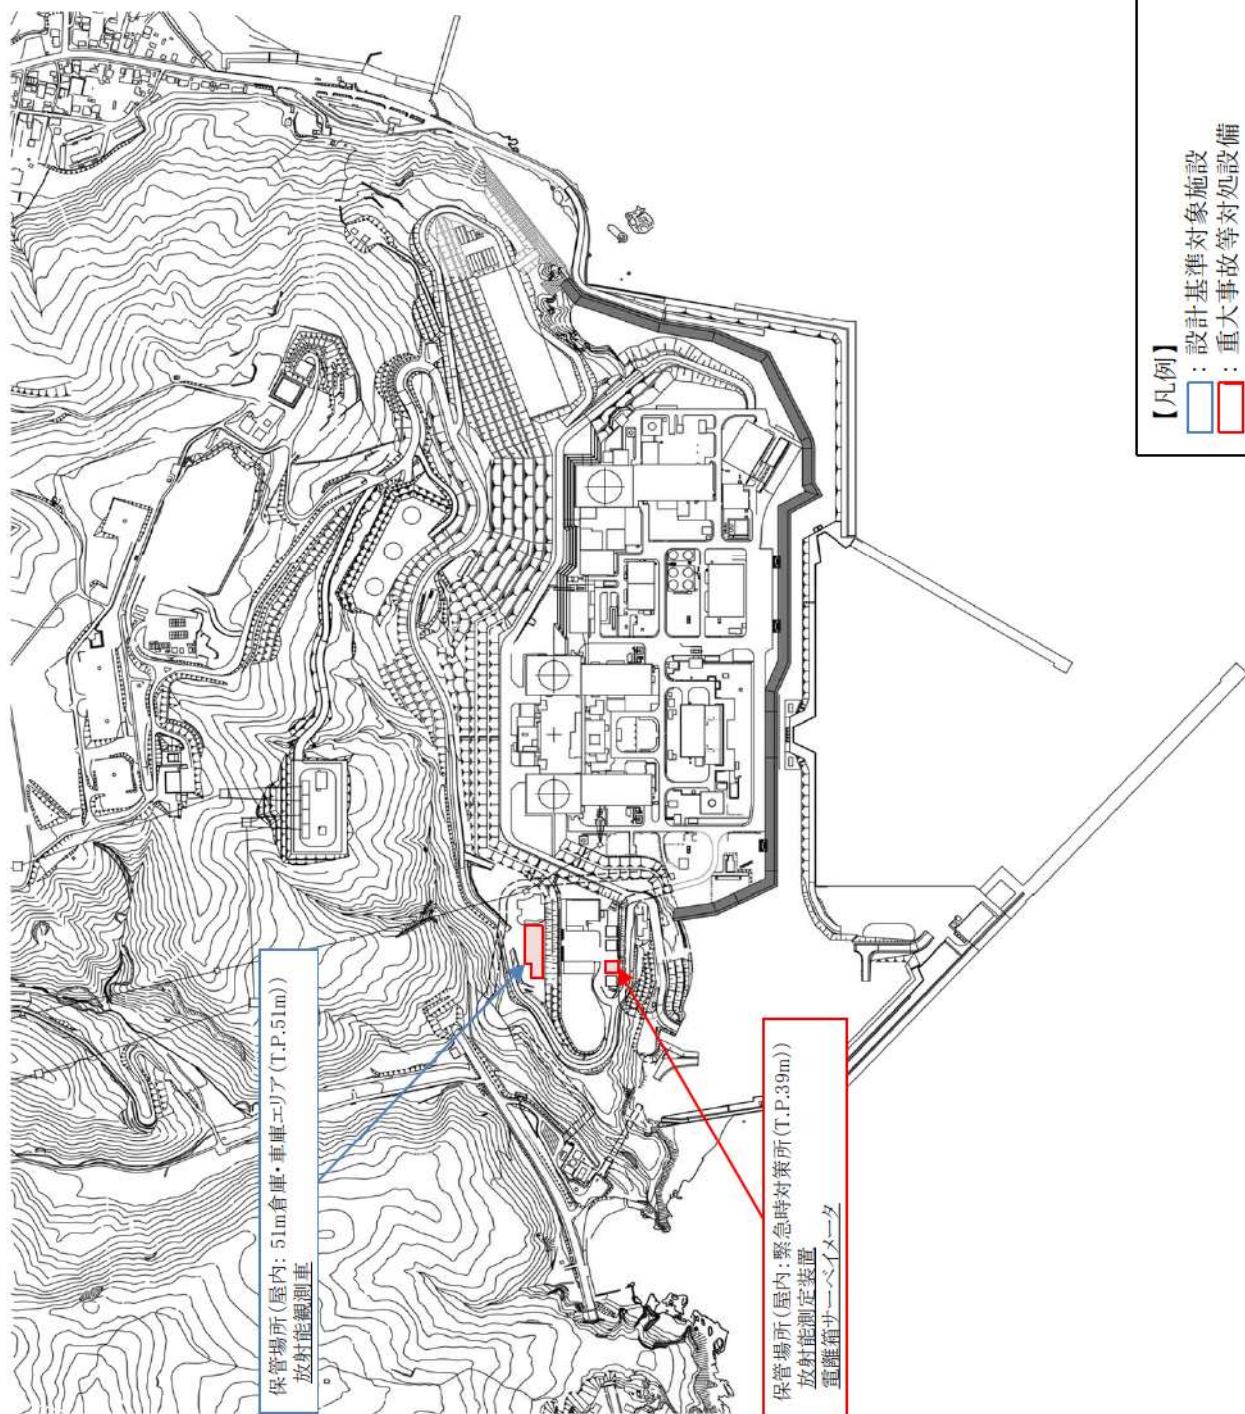 保管場所(屋内：51m倉庫・車庫エリア(T.P.51m))
放射能観測車
保管場所(屋内：緊急時対策所(T.P.39m))
放射能測定装置
電離箱サーベイメータ
【凡例】
：設計基準対象施設
：重大事故等対処設備